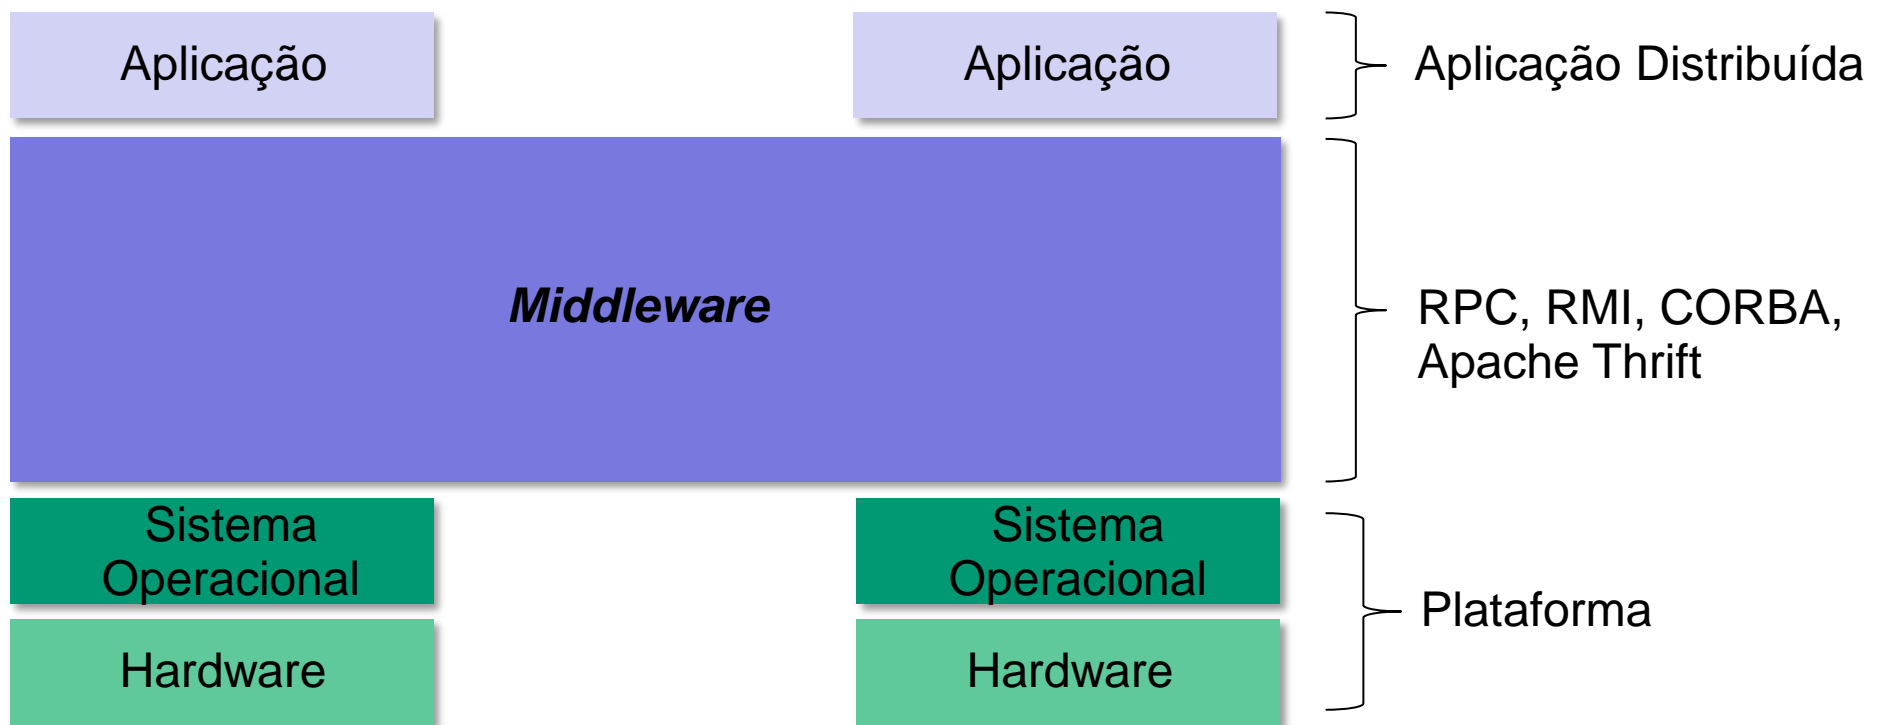 Aplicação
Aplicação
Aplicação Distribuída
Middleware
RPC, RMI, CORBA,
Apache Thrift
Sistema
Operacional
Sistema
Operacional
Plataforma
Hardware
Hardware